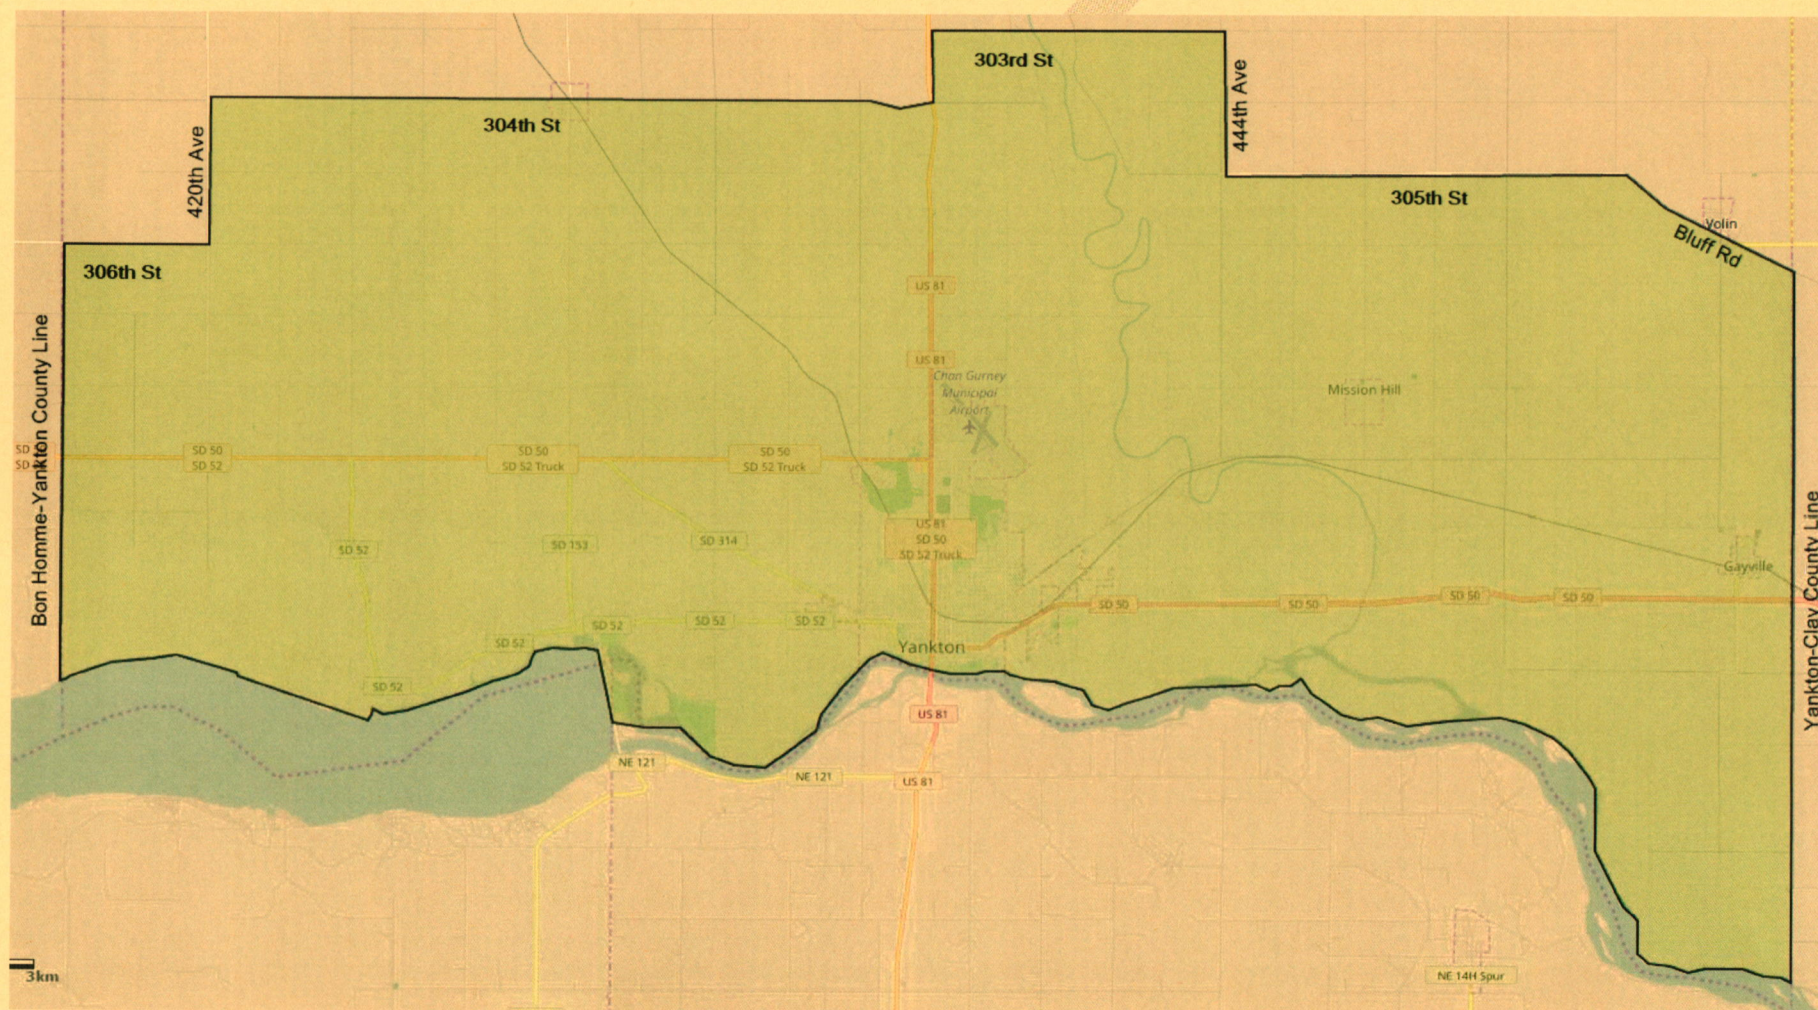 303rd St
304th St
420th Ave
444th Ave
305th St
Volin
Bluff Rd
306th St
US 81
US 81
Chan Gurney
Municipal
Airport
Mission Hill
Bon Homme-Yankton County Line
SD
SD
SD 50
SD 52
SD 50
SD 52 Truck
SD 50
SD 52 Truck
US 81
SD 50
SD 52 Truck
SD 52
SD 153
SD 314
Gayville
SD 50
SD 50
SD 50
SD 50
SD 52
SD 52
SD 52
SD 52
Yankton
SD 52
Yankton-Clay County Line
US 81
NE 121
NE 121
US 81
3km
NE 14H Spur